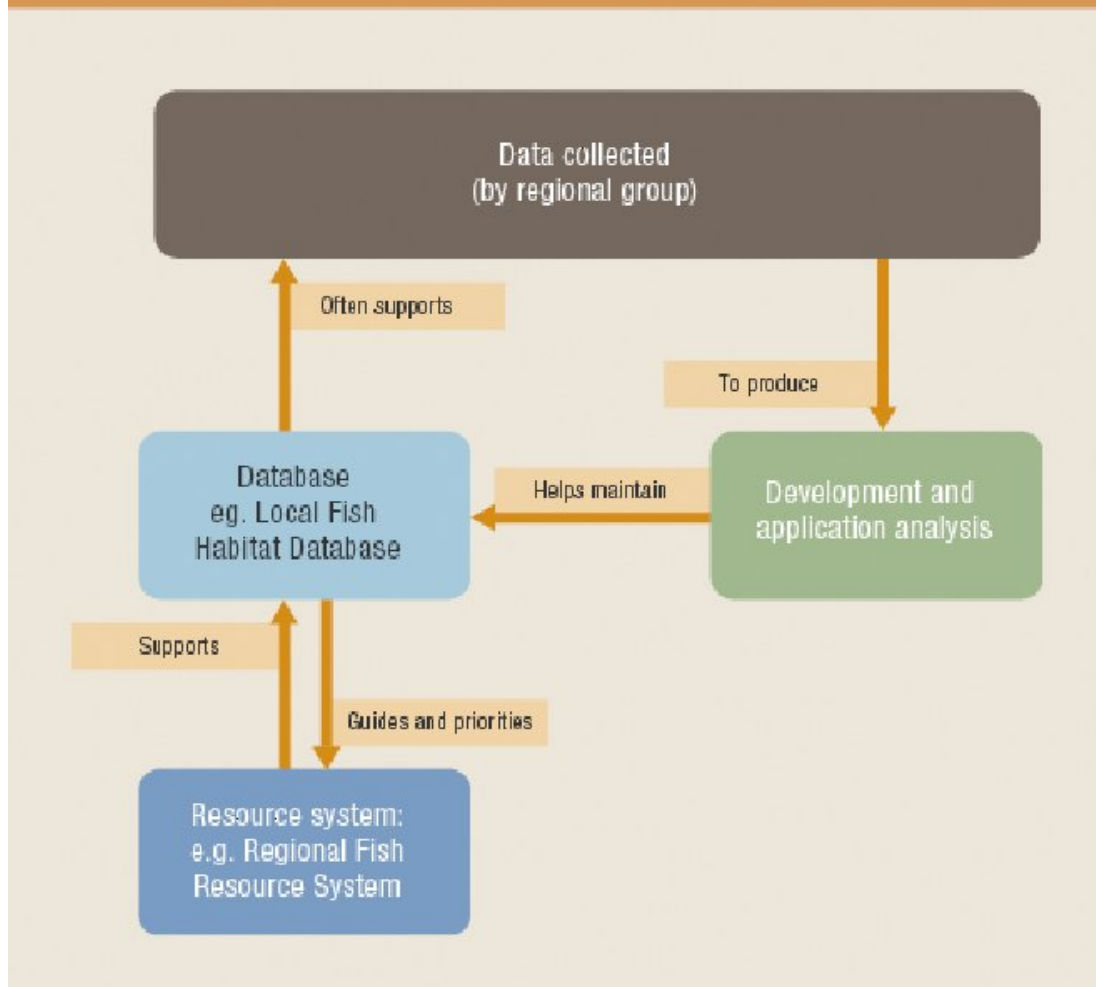 Data collected
(by regional group)
Often supports
To produce
Database
eg. Local Fish
Habitat Database
Helps maintain
Development and
application analysis
Supports
Guides and priorities
Resource system:
e.g. Regional Fish
Resource System